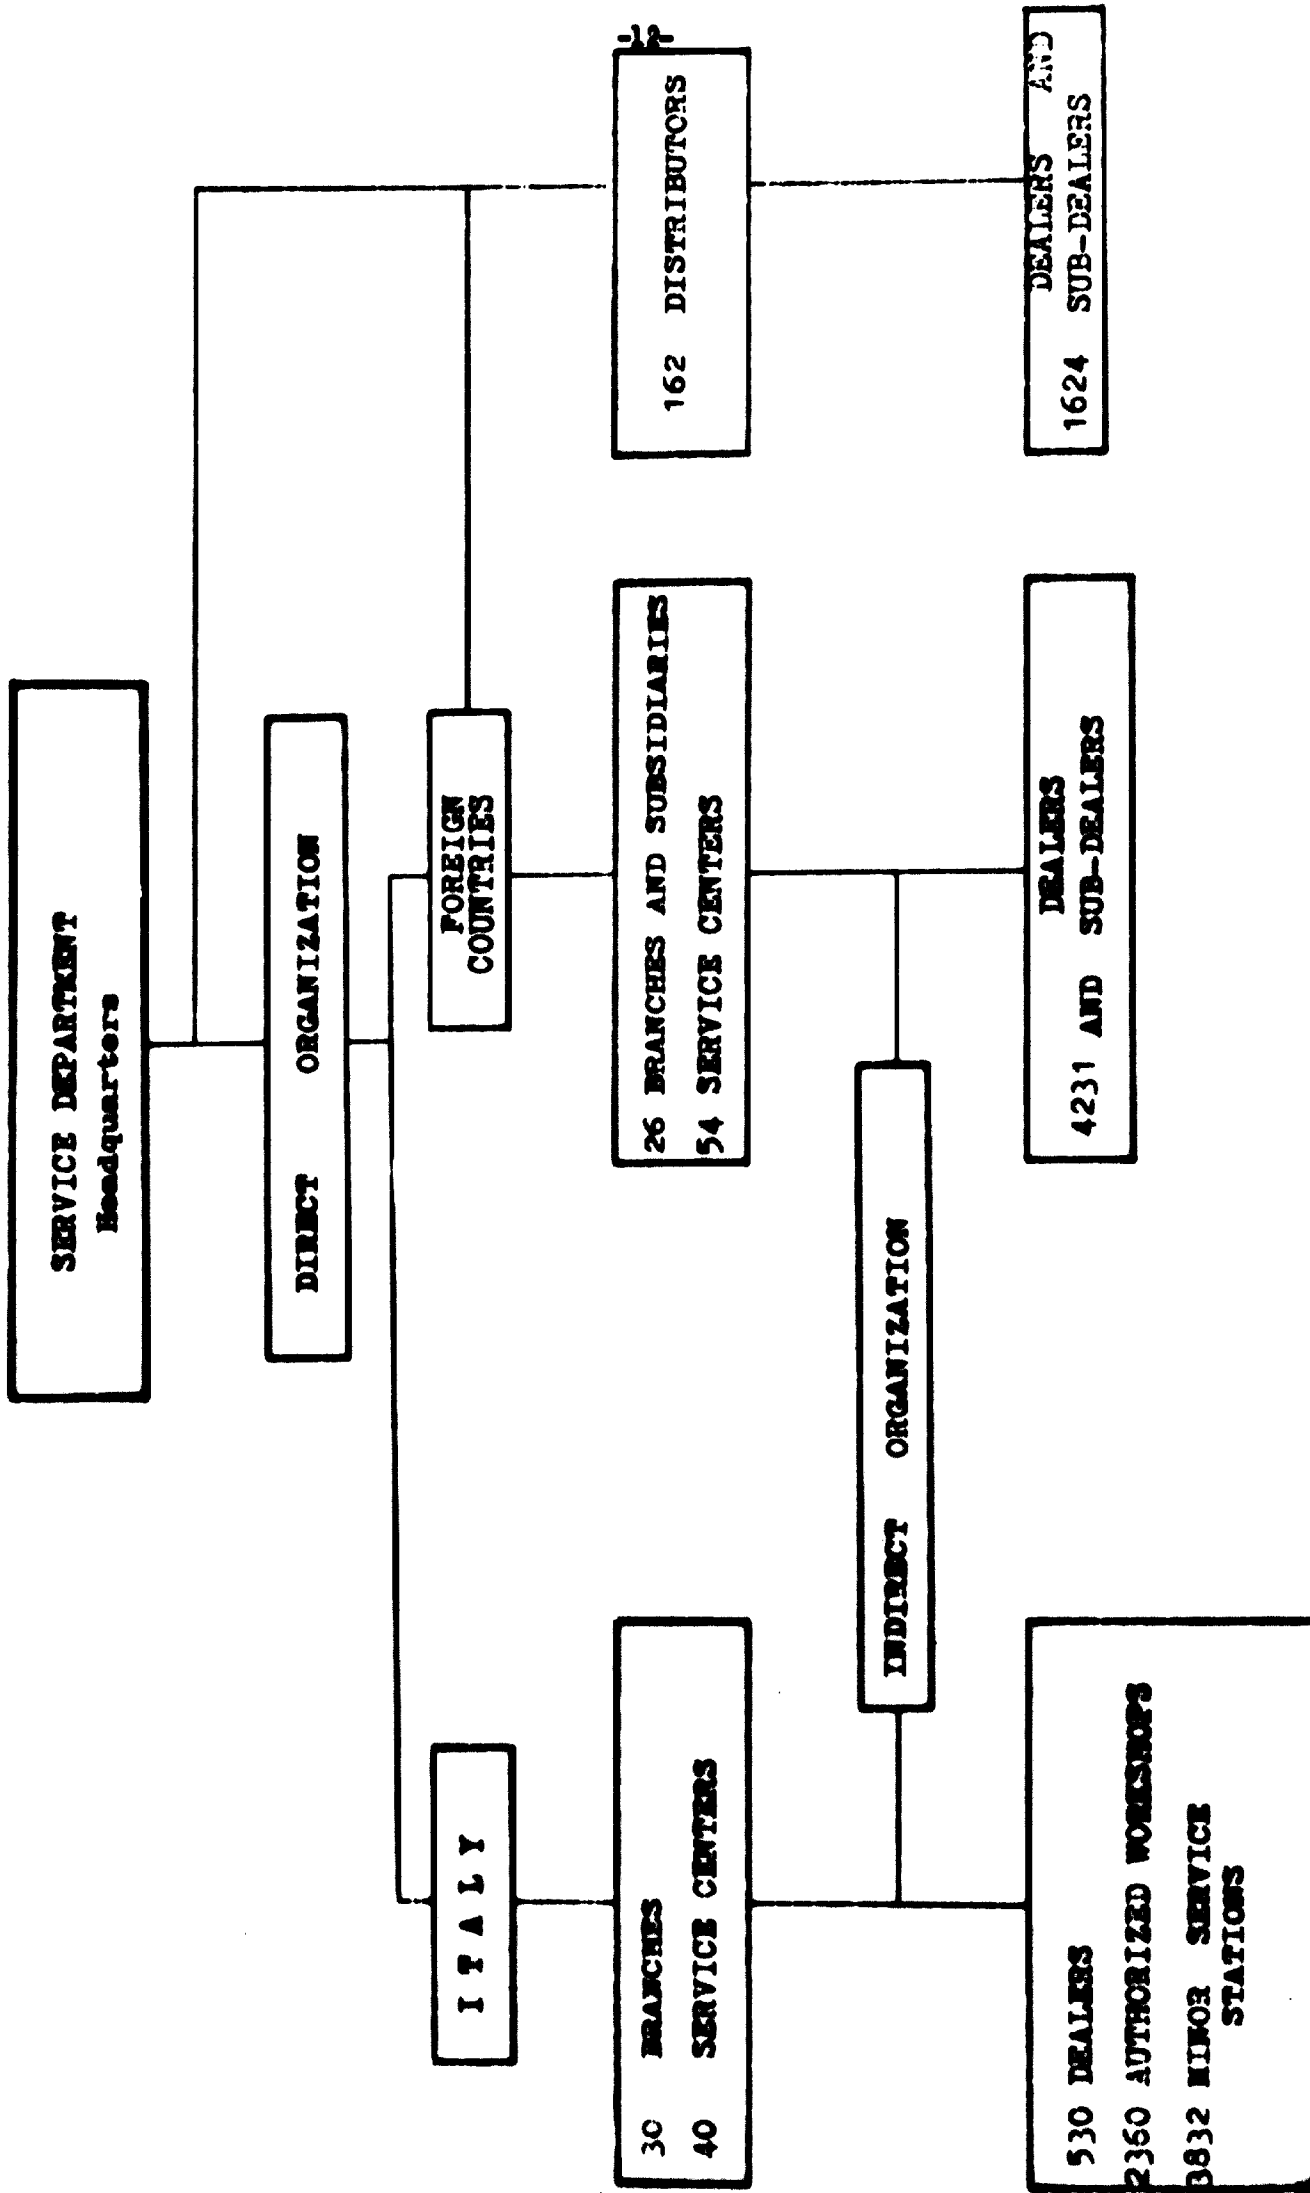 -12-
SERVICE DEPARTMENT
Headquarters
DIRECT ORGANIZATION
I T A L Y
FOREIGN
COUNTRIES
30 BRANCHES
40 SERVICE CENTERS
26 BRANCHES AND SUBSIDIARIES
54 SERVICE CENTERS
162 DISTRIBUTORS
INDIRECT ORGANIZATION
530 DEALERS
2360 AUTHORIZED WORKSHOPS
3832 MINOR SERVICE
STATIONS
DEALERS
4231 AND SUB-DEALERS
DEALERS AND
1624 SUB-DEALERS